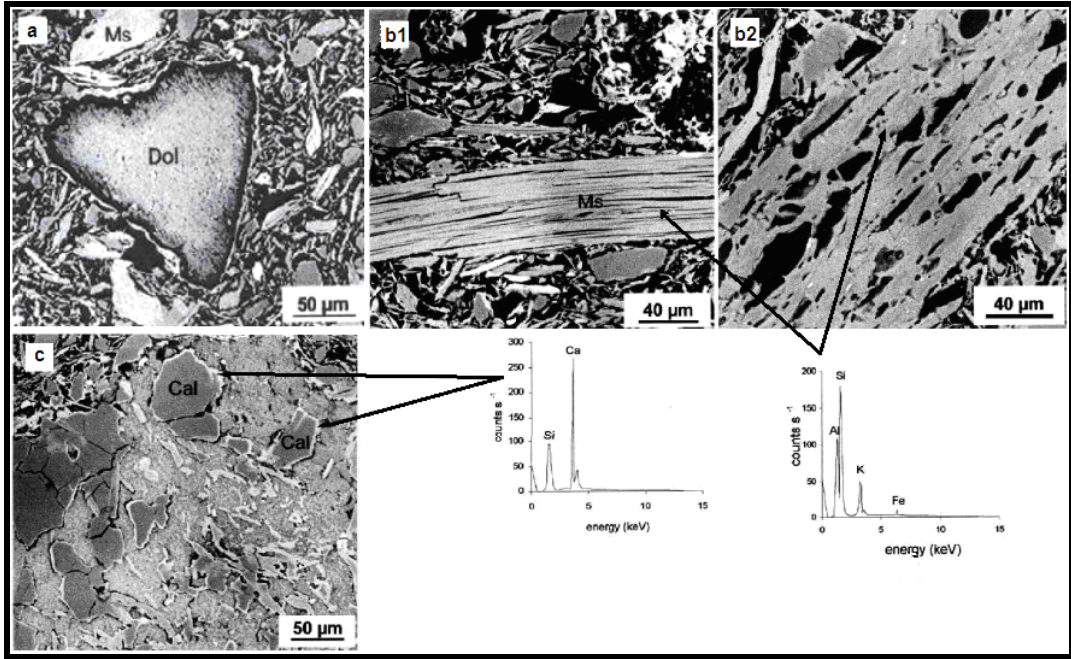 a
Ms
Dol
50 µm
b1
Ms
40 µm
b2
40 µm
c
Cal
Cal
50 µm
300
250
200
150
100
50
0
counts s -1
Si
Ca
0
5
10
15
energy (keV)
200
150
100
50
0
counts s -1
Al
Si
K
Fe
0
5
10
15
energy (keV)